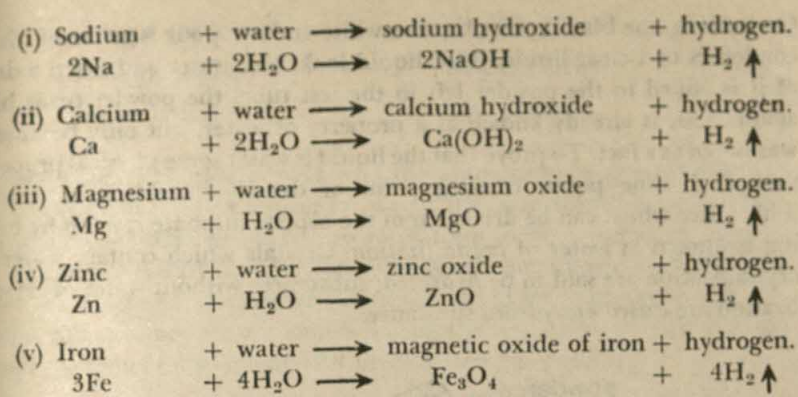 (i) Sodium + water ⟶ sodium hydroxide + hydrogen.
2Na + 2H₂O ⟶ 2NaOH + H₂ ↑
(ii) Calcium + water ⟶ calcium hydroxide + hydrogen.
Ca + 2H₂O ⟶ Ca(OH)₂ + H₂ ↑
(iii) Magnesium + water ⟶ magnesium oxide + hydrogen.
Mg + H₂O ⟶ MgO + H₂ ↑
(iv) Zinc + water ⟶ zinc oxide + hydrogen.
Zn + H₂O ⟶ ZnO + H₂ ↑
(v) Iron + water ⟶ magnetic oxide of iron + hydrogen.
3Fe + 4H₂O ⟶ Fe₃O₄ + 4H₂ ↑